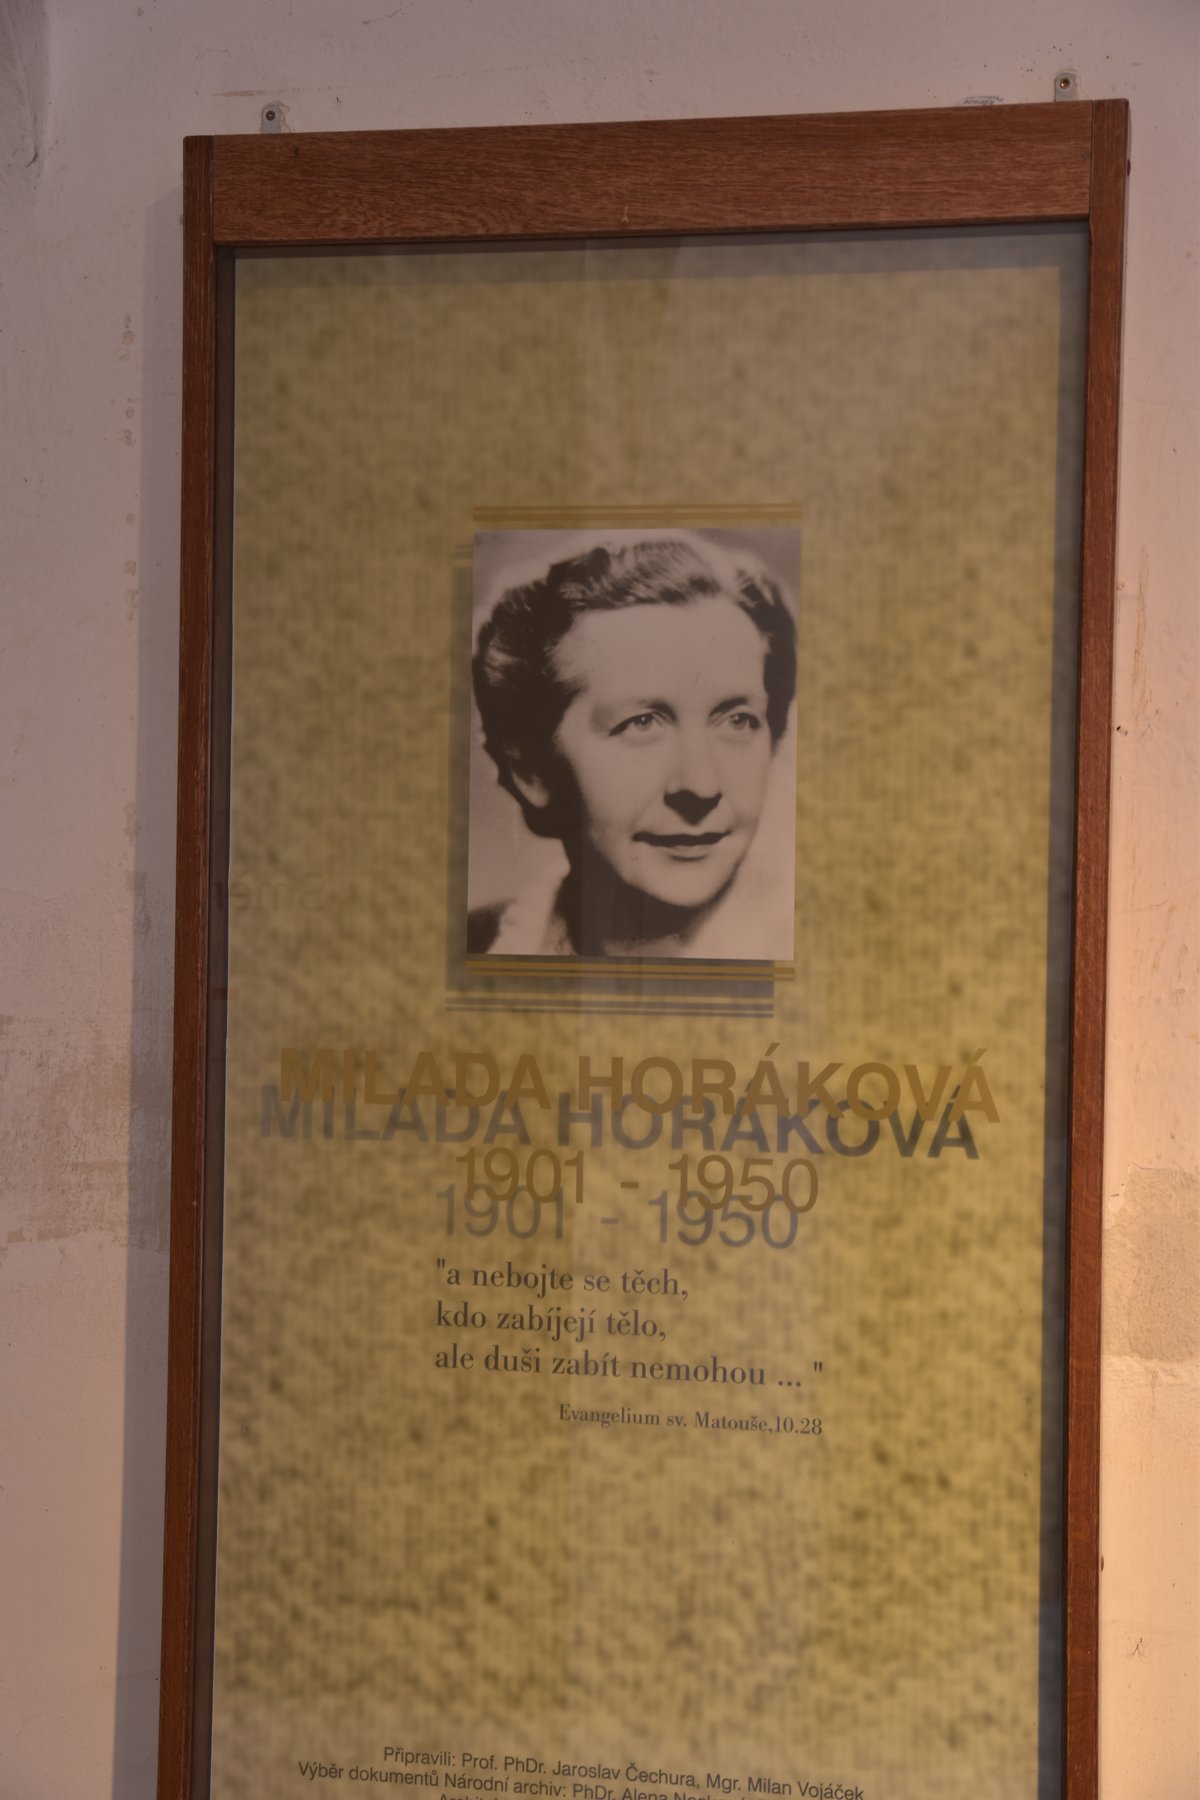 MILADA HORÁKOVÁ
1901 - 1950
"a nebojte se těch,
kdo zabíjejí tělo,
ale duši zabít nemohou ... "
Evangelium sv. Matouše,10.28
Připravili: Prof. PhDr. Jaroslav Čechura, Mgr. Milan Vojáček
Výběr dokumentů Národní archiv: PhDr. Alena